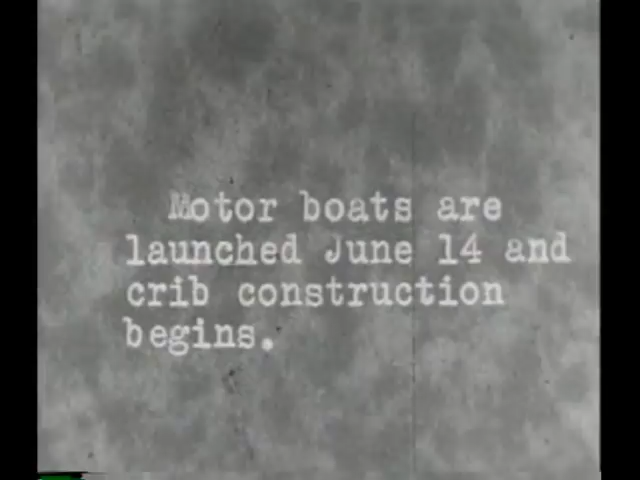 Motor boats are
launched June 14 and
crib construction
begins.